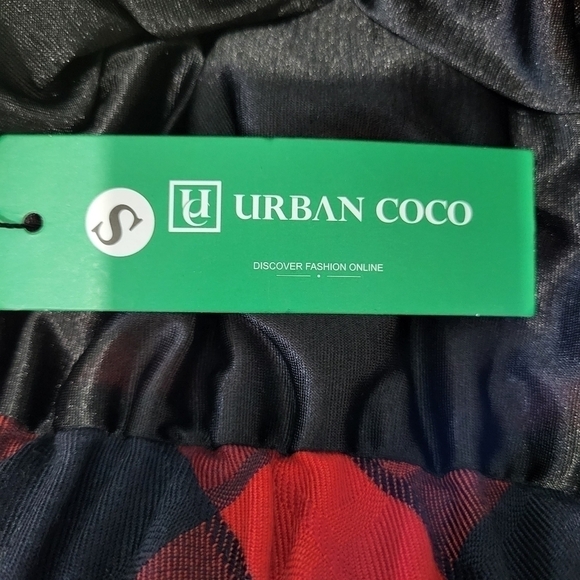 S
UC URBAN COCO
DISCOVER FASHION ONLINE